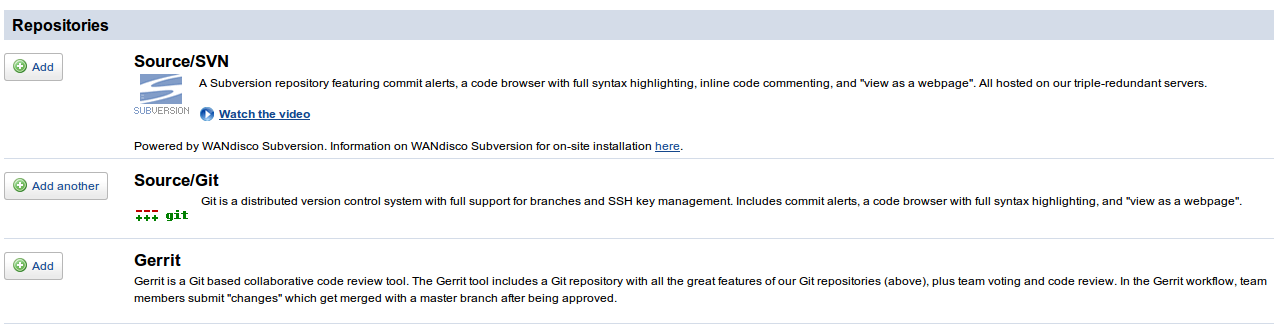 Repositories
Add
Source/SVN
A Subversion repository featuring commit alerts, a code browser with full syntax highlighting, inline code commenting, and "view as a webpage". All hosted on our triple-redundant servers.
SUBVERSION
Watch the video
Powered by WANdisco Subversion. Information on WANdisco Subversion for on-site installation here.
Add another
Source/Git
Git is a distributed version control system with full support for branches and SSH key management. Includes commit alerts, a code browser with full syntax highlighting, and "view as a webpage".
git
Add
Gerrit
Gerrit is a Git based collaborative code review tool. The Gerrit tool includes a Git repository with all the great features of our Git repositories (above), plus team voting and code review. In the Gerrit workflow, team
members submit "changes" which get merged with a master branch after being approved.